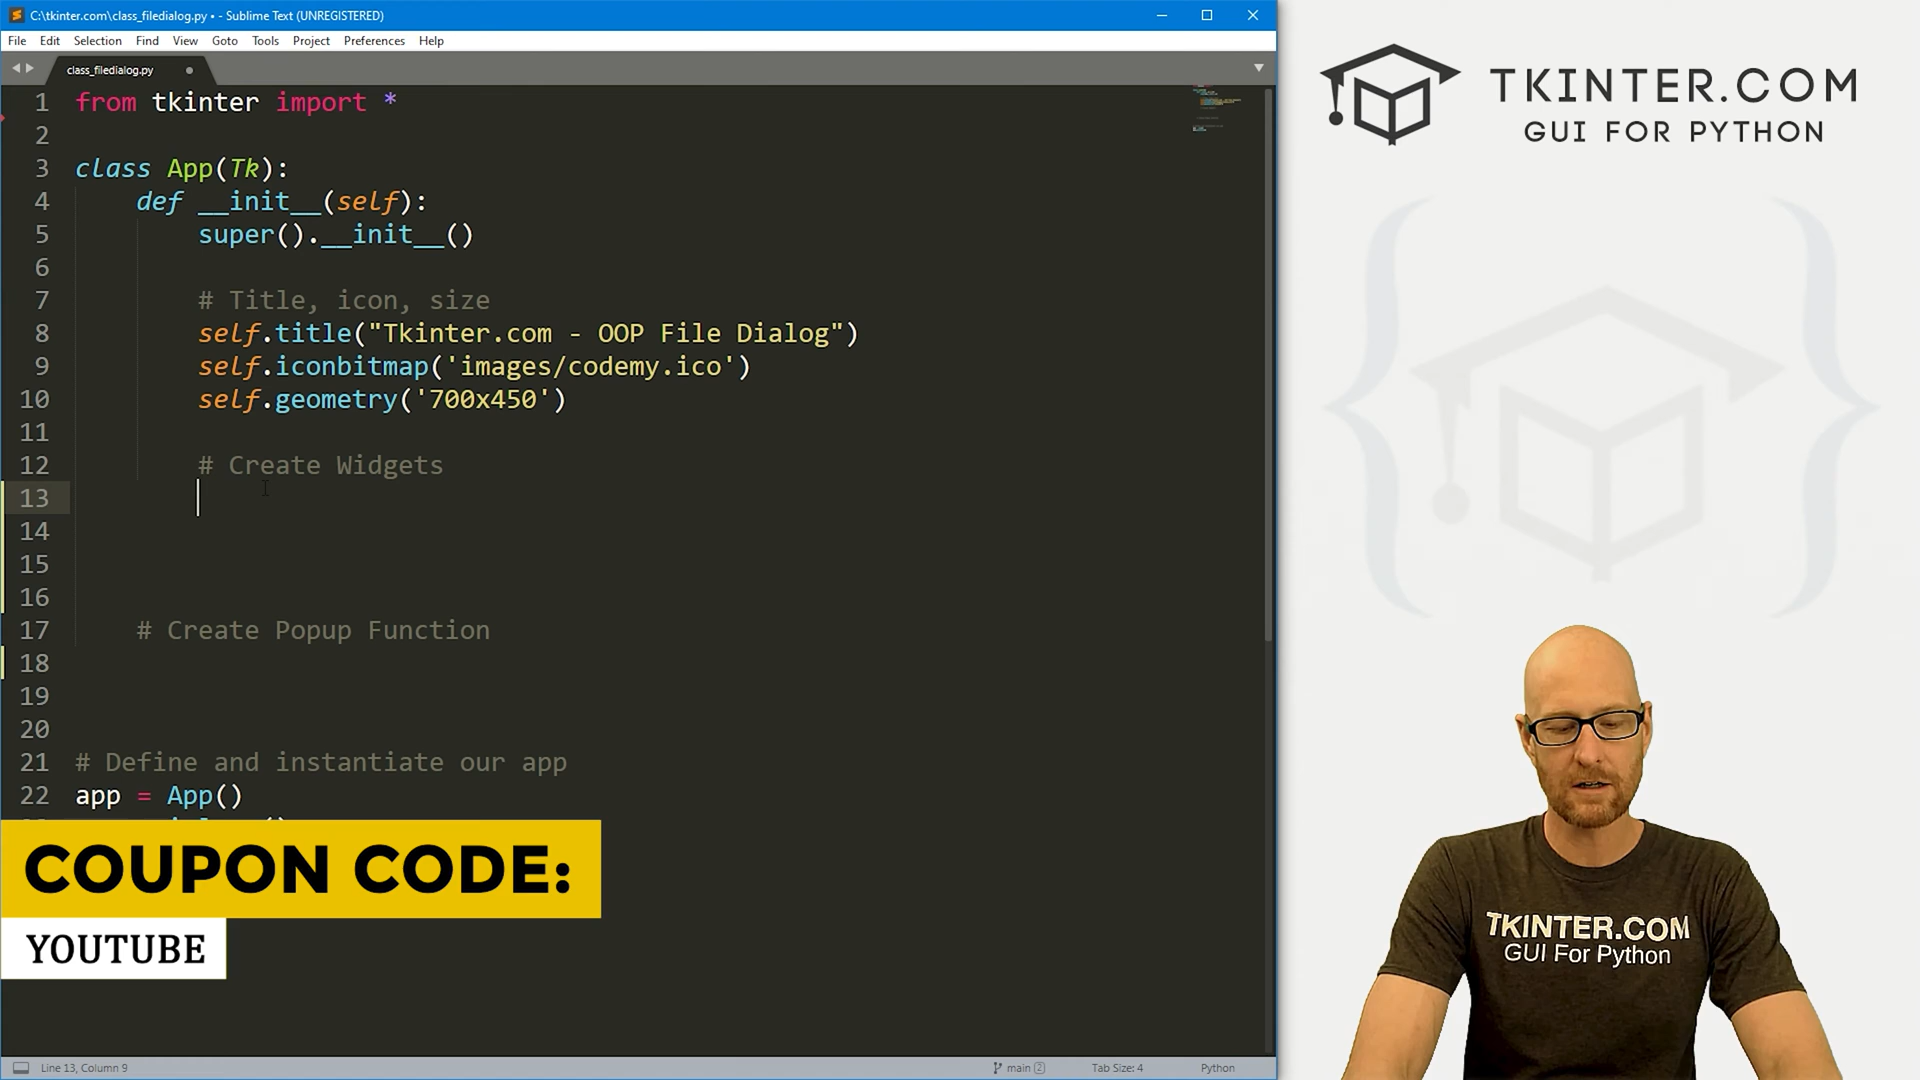 C:\tkinter.com\class_filedialog.py • - Sublime Text (UNREGISTERED)
File Edit Selection Find View Goto Tools Project Preferences Help
class_filedialog.py
1 from tkinter import *
2
3 class App(Tk):
4 def __init__(self):
5 super().__init__()
6
7 # Title, icon, size
8 self.title("Tkinter.com - OOP File Dialog")
9 self.iconbitmap('images/codemy.ico')
10 self.geometry('700x450')
11
12 # Create Widgets
13
14
15
16
17 # Create Popup Function
18
19
20
21 # Define and instantiate our app
22 app = App()
COUPON CODE:
YOUTUBE
Line 13, Column 9
main 2
Tab Size: 4
Python
TKINTER.COM
GUI FOR PYTHON
TKINTER.COM
GUI For Python